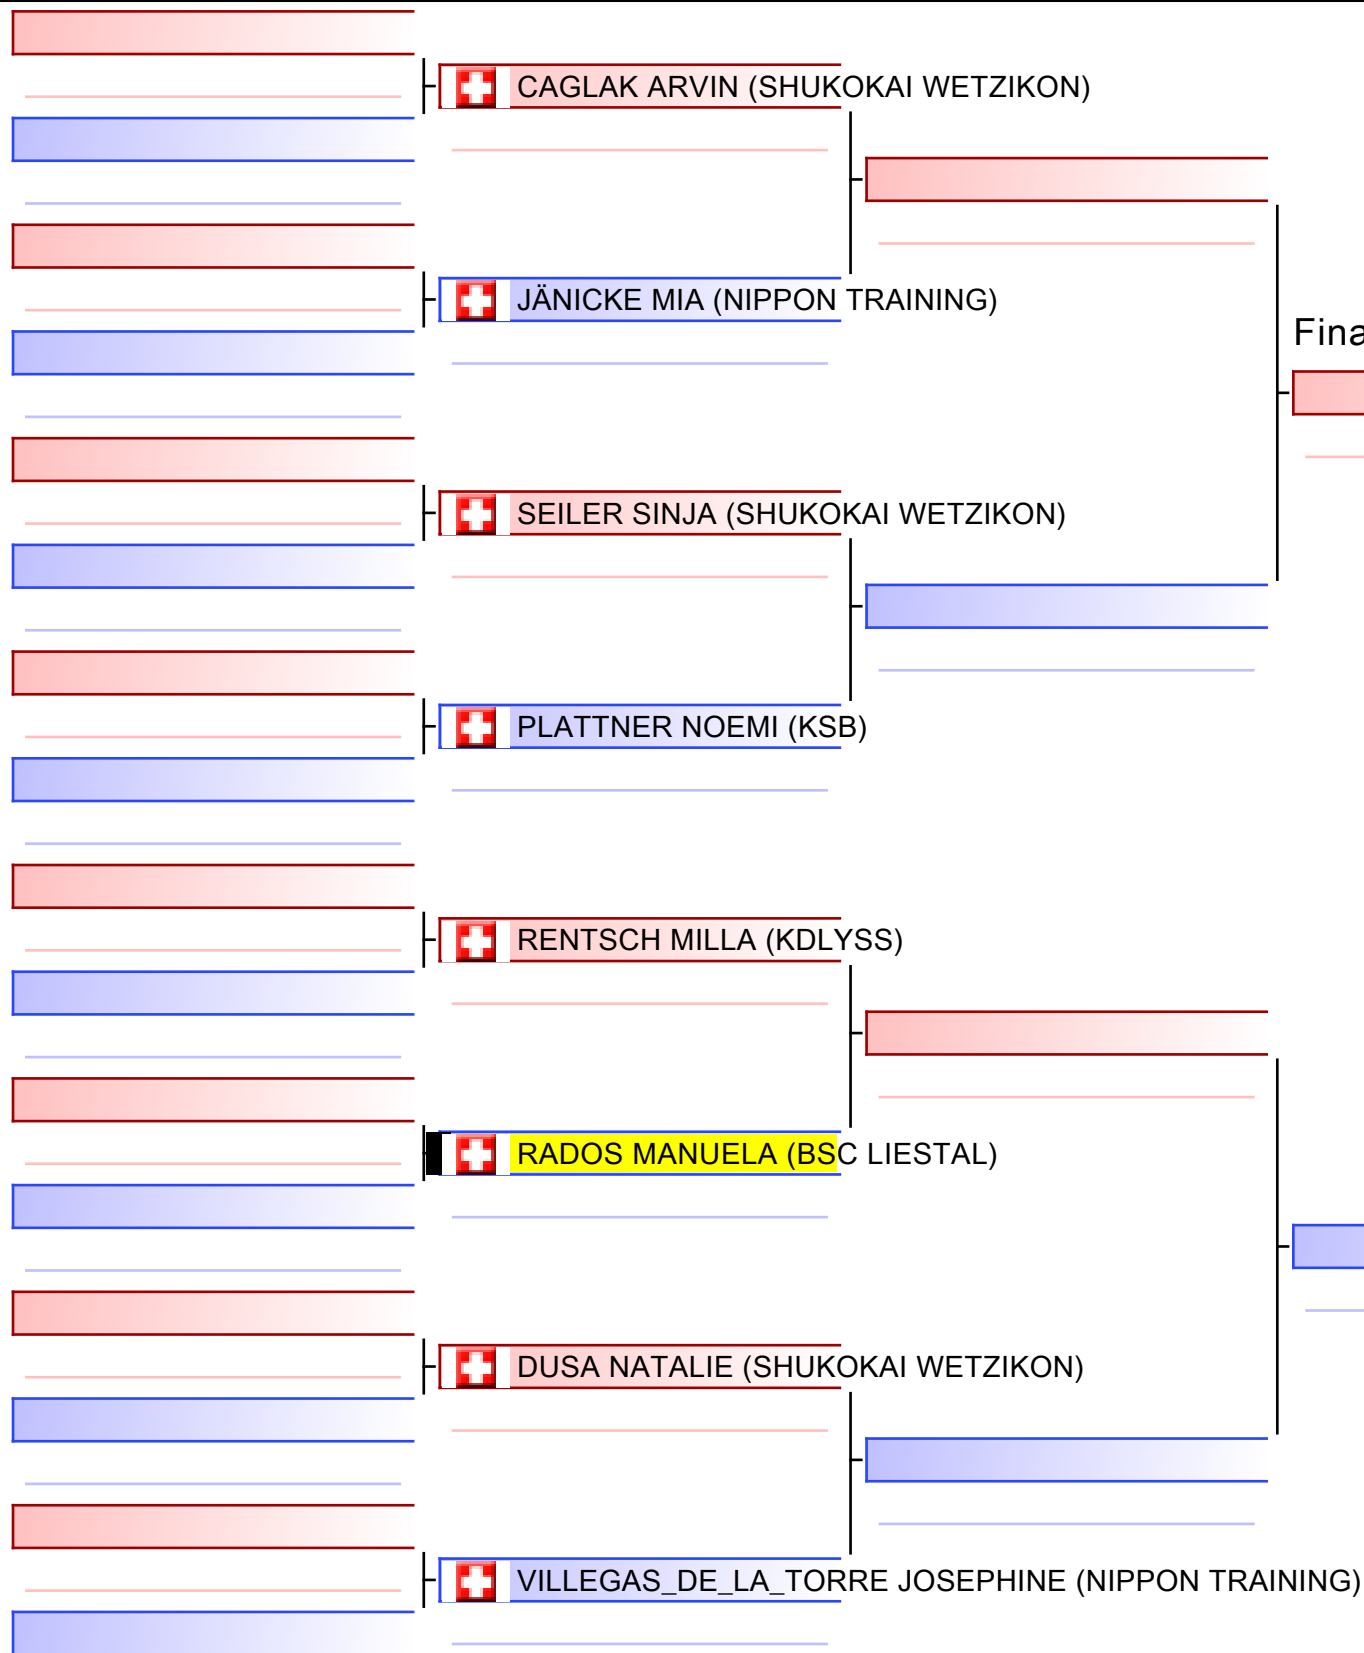 CAGLAK ARVIN (SHUKOKAI WETZIKON)
JÄNICKE MIA (NIPPON TRAINING)
Fina
SEILER SINJA (SHUKOKAI WETZIKON)
PLATTNER NOEMI (KSB)
RENTSCH MILLA (KDLYSS)
RADOS MANUELA (BSC LIESTAL)
DUSA NATALIE (SHUKOKAI WETZIKON)
VILLEGAS_DE_LA_TORRE JOSEPHINE (NIPPON TRAINING)